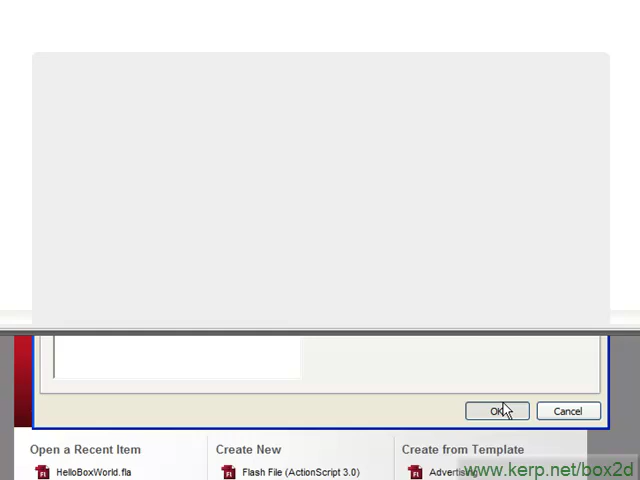 OK
Cancel
Open a Recent Item
Create New
Create from Template
HelloBoxWorld.fla
Flash File (ActionScript 3.0)
Advertising
www.kerp.net/box2d